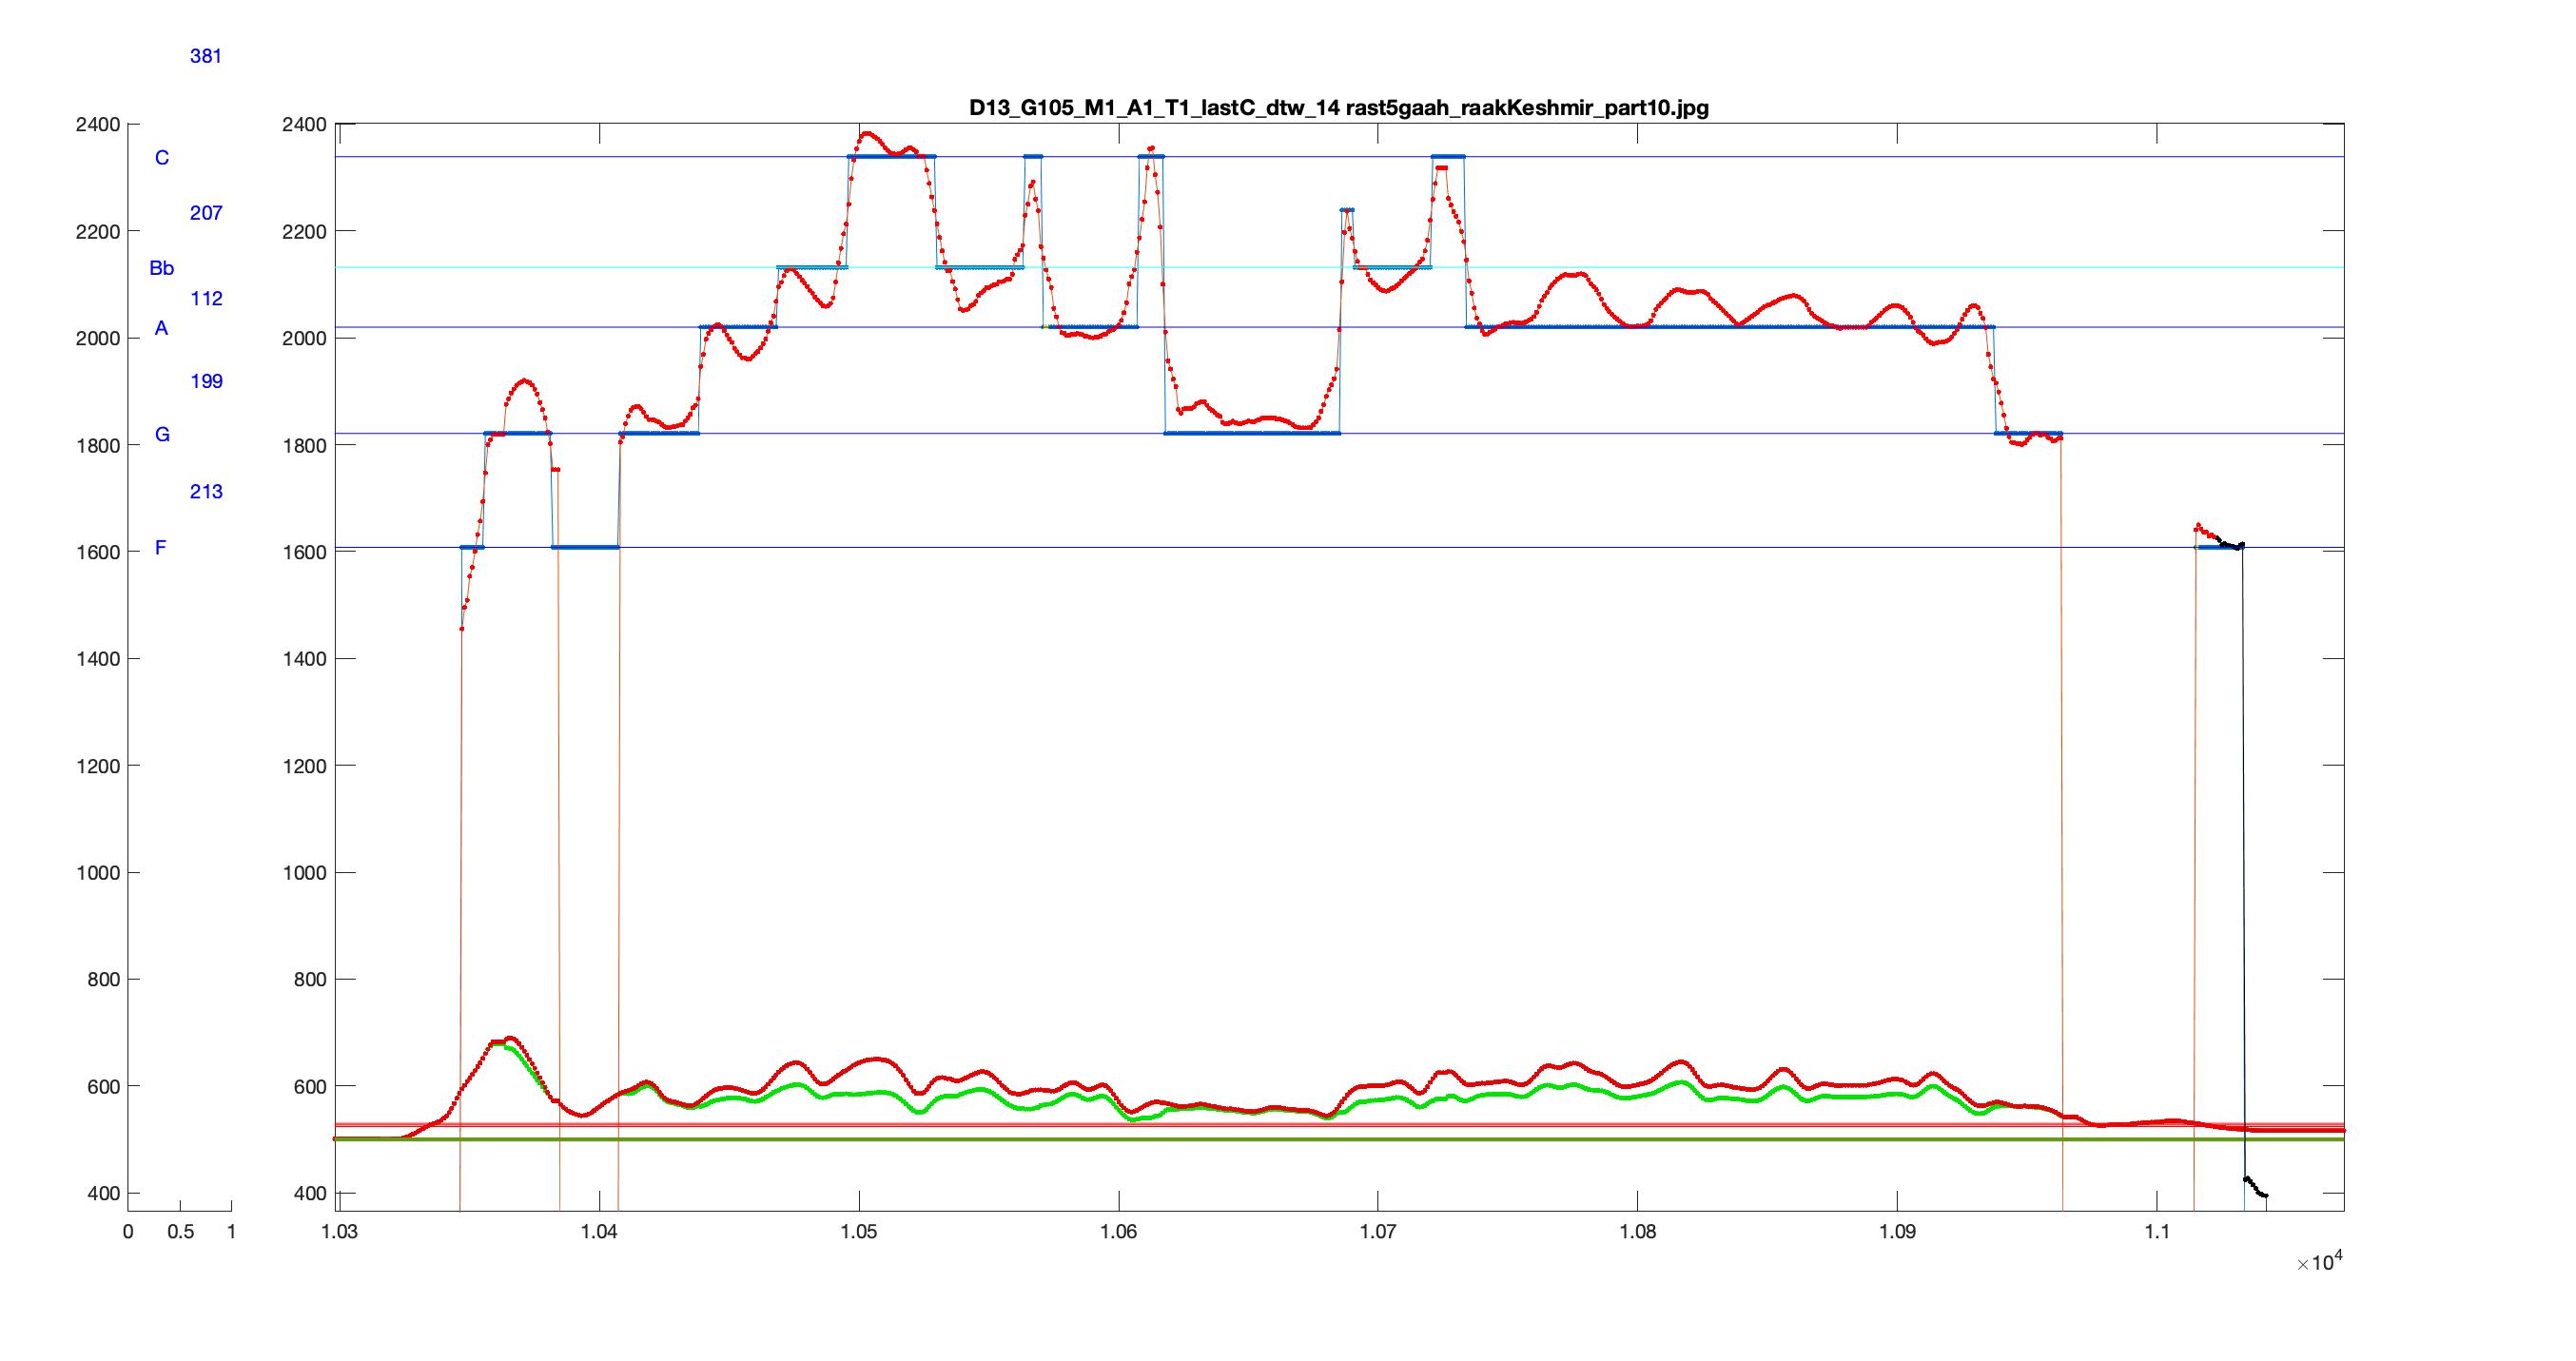 381
D13_G105_M1_A1_T1_lastC_dtw_14 rast5gaah_raakKeshmir_part10.jpg
2400 2400
C
207
2200 2200
Bb
112
A
2000 2000
199
G
1800 1800
213
F
1600 1600
1400 1400
1200 1200
1000 1000
800 800
600 600
400 400
0 0.5 1 1.03 1.04 1.05 1.06 1.07 1.08 1.09 1.1
×10^4